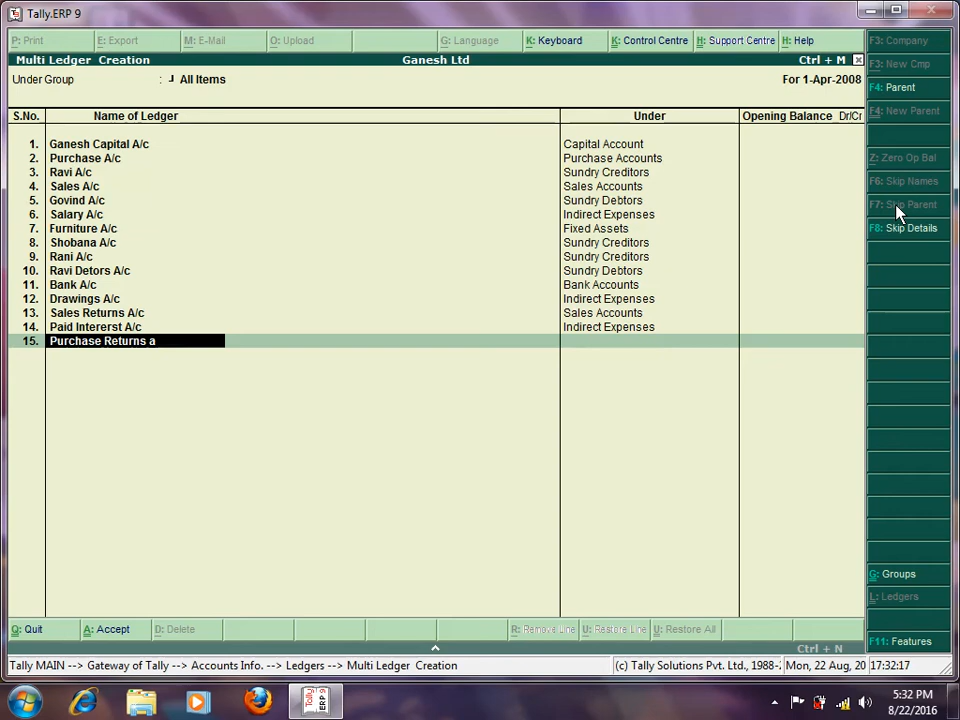 Tally.ERP 9
P: Print E: Export M: E-Mail O: Upload G: Language K: Keyboard K: Control Centre H: Support Centre H: Help
F3: Company
Multi Ledger Creation Ganesh Ltd Ctrl + M
F3: New Cmp
Under Group : ┘ All Items For 1-Apr-2008
F4: Parent
F4: New Parent
S.No. Name of Ledger Under Opening Balance Dr/Cr
1. Ganesh Capital A/c Capital Account
2. Purchase A/c Purchase Accounts
Z: Zero Op Bal
3. Ravi A/c Sundry Creditors
F6: Skip Names
4. Sales A/c Sales Accounts
5. Govind A/c Sundry Debtors
F7: Skip Parent
6. Salary A/c Indirect Expenses
7. Furniture A/c Fixed Assets
F8: Skip Details
8. Shobana A/c Sundry Creditors
9. Rani A/c Sundry Creditors
10. Ravi Detors A/c Sundry Debtors
11. Bank A/c Bank Accounts
12. Drawings A/c Indirect Expenses
13. Sales Returns A/c Sales Accounts
14. Paid Intererst A/c Indirect Expenses
15. Purchase Returns a
G: Groups
L: Ledgers
Q: Quit A: Accept D: Delete R: Remove Line U: Restore Line U: Restore All
F11: Features
Ctrl + N
Tally MAIN --> Gateway of Tally --> Accounts Info. --> Ledgers --> Multi Ledger Creation (c) Tally Solutions Pvt. Ltd., 1988- Mon, 22 Aug, 20 17:32:17
Tally ERP 9
5:32 PM
8/22/2016